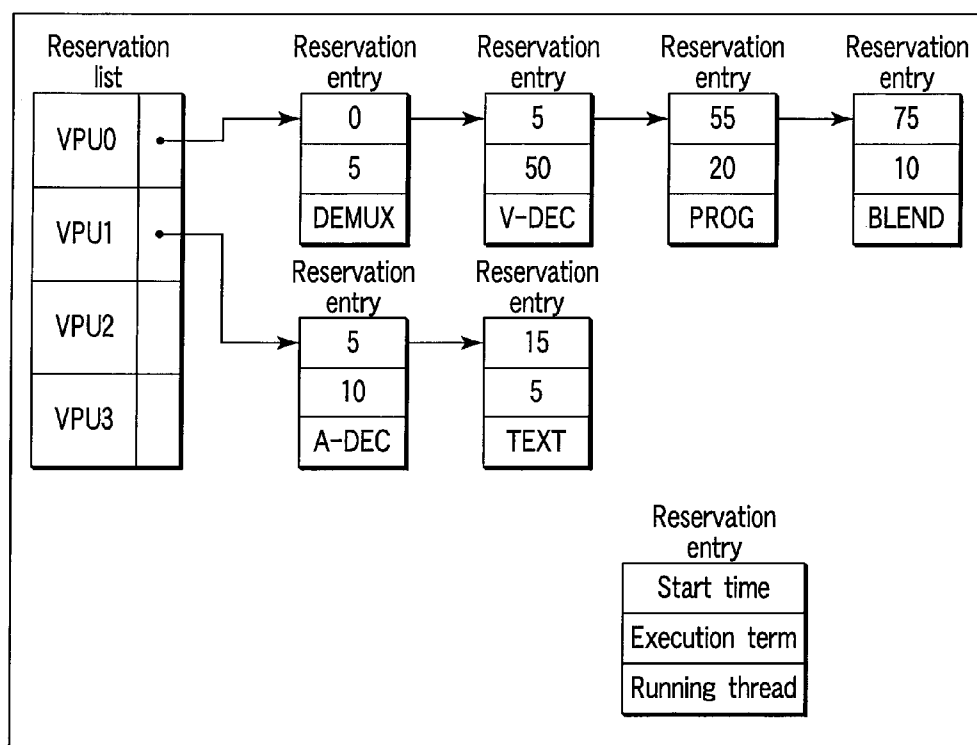 Reservation
list
VPU0
VPU1
VPU2
VPU3
Reservation
entry
0
5
DEMUX
Reservation
entry
5
50
V-DEC
Reservation
entry
55
20
PROG
Reservation
entry
75
10
BLEND
Reservation
entry
5
10
A-DEC
Reservation
entry
15
5
TEXT
Reservation
entry
Start time
Execution term
Running thread